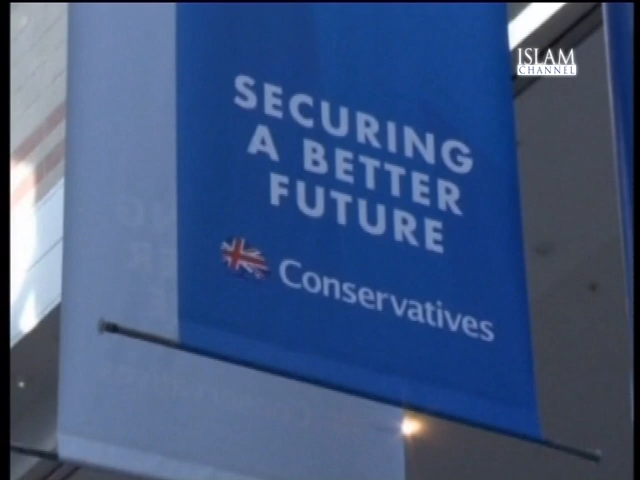 ISLAM
CHANNEL
SECURING
A BETTER
FUTURE
Conservatives